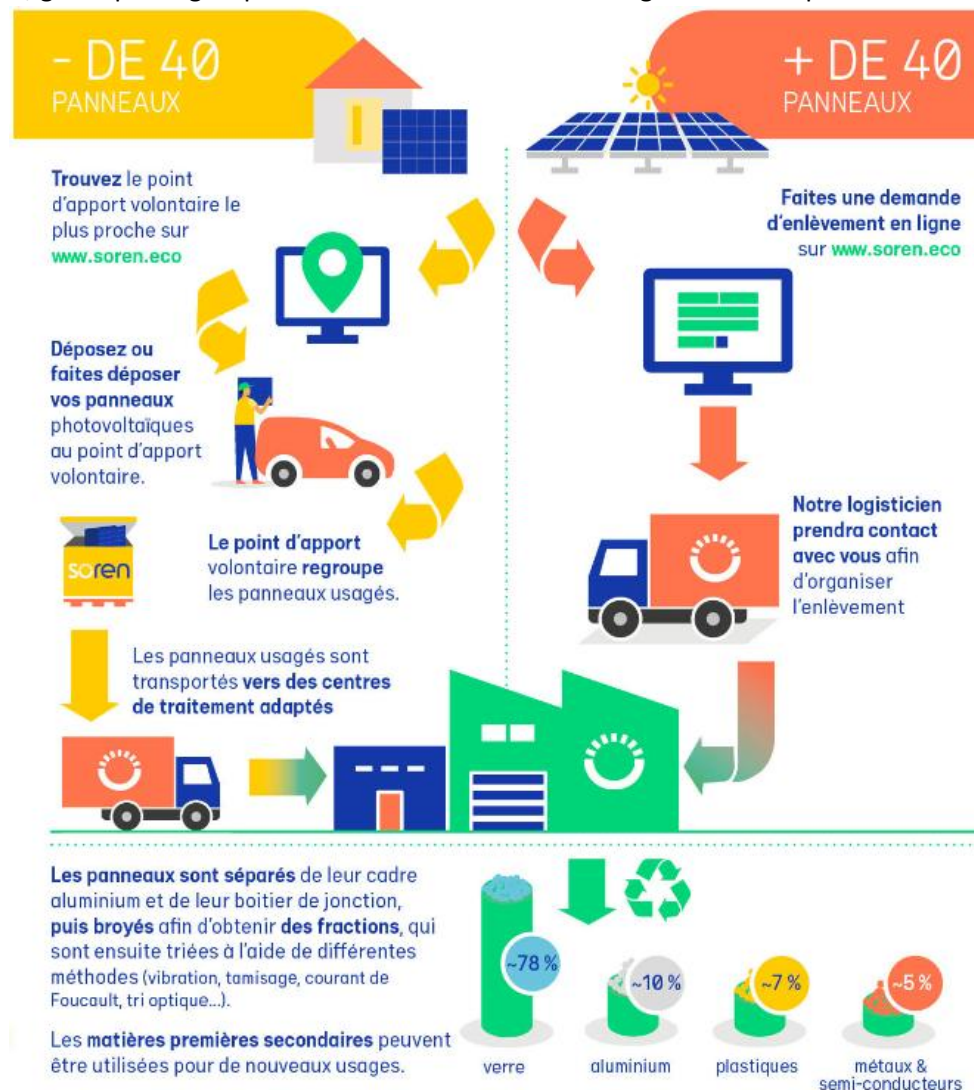 - DE 40
PANNEAUX
+ DE 40
PANNEAUX
Trouvez le point
d'apport volontaire le
plus proche sur
www.soren.eco
Faites une demande
d'enlèvement en ligne
sur www.soren.eco
Déposez ou
faites déposer
vos panneaux
photovoltaïques
au point d'apport
volontaire.
soren
Le point d'apport
volontaire regroupe
les panneaux usagés.
Notre logisticien
prendra contact
avec vous afin
d'organiser
l'enlèvement
Les panneaux usagés sont
transportés vers des centres
de traitement adaptés
Les panneaux sont séparés de leur cadre
aluminium et de leur boitier de jonction,
puis broyés afin d'obtenir des fractions, qui
sont ensuite triées à l'aide de différentes
méthodes (vibration, tamisage, courant de
Foucault, tri optique...).
Les matières premières secondaires peuvent
être utilisées pour de nouveaux usages.
~78 %
~10 %
~7 %
~5 %
verre
aluminium
plastiques
métaux &
semi-conducteurs